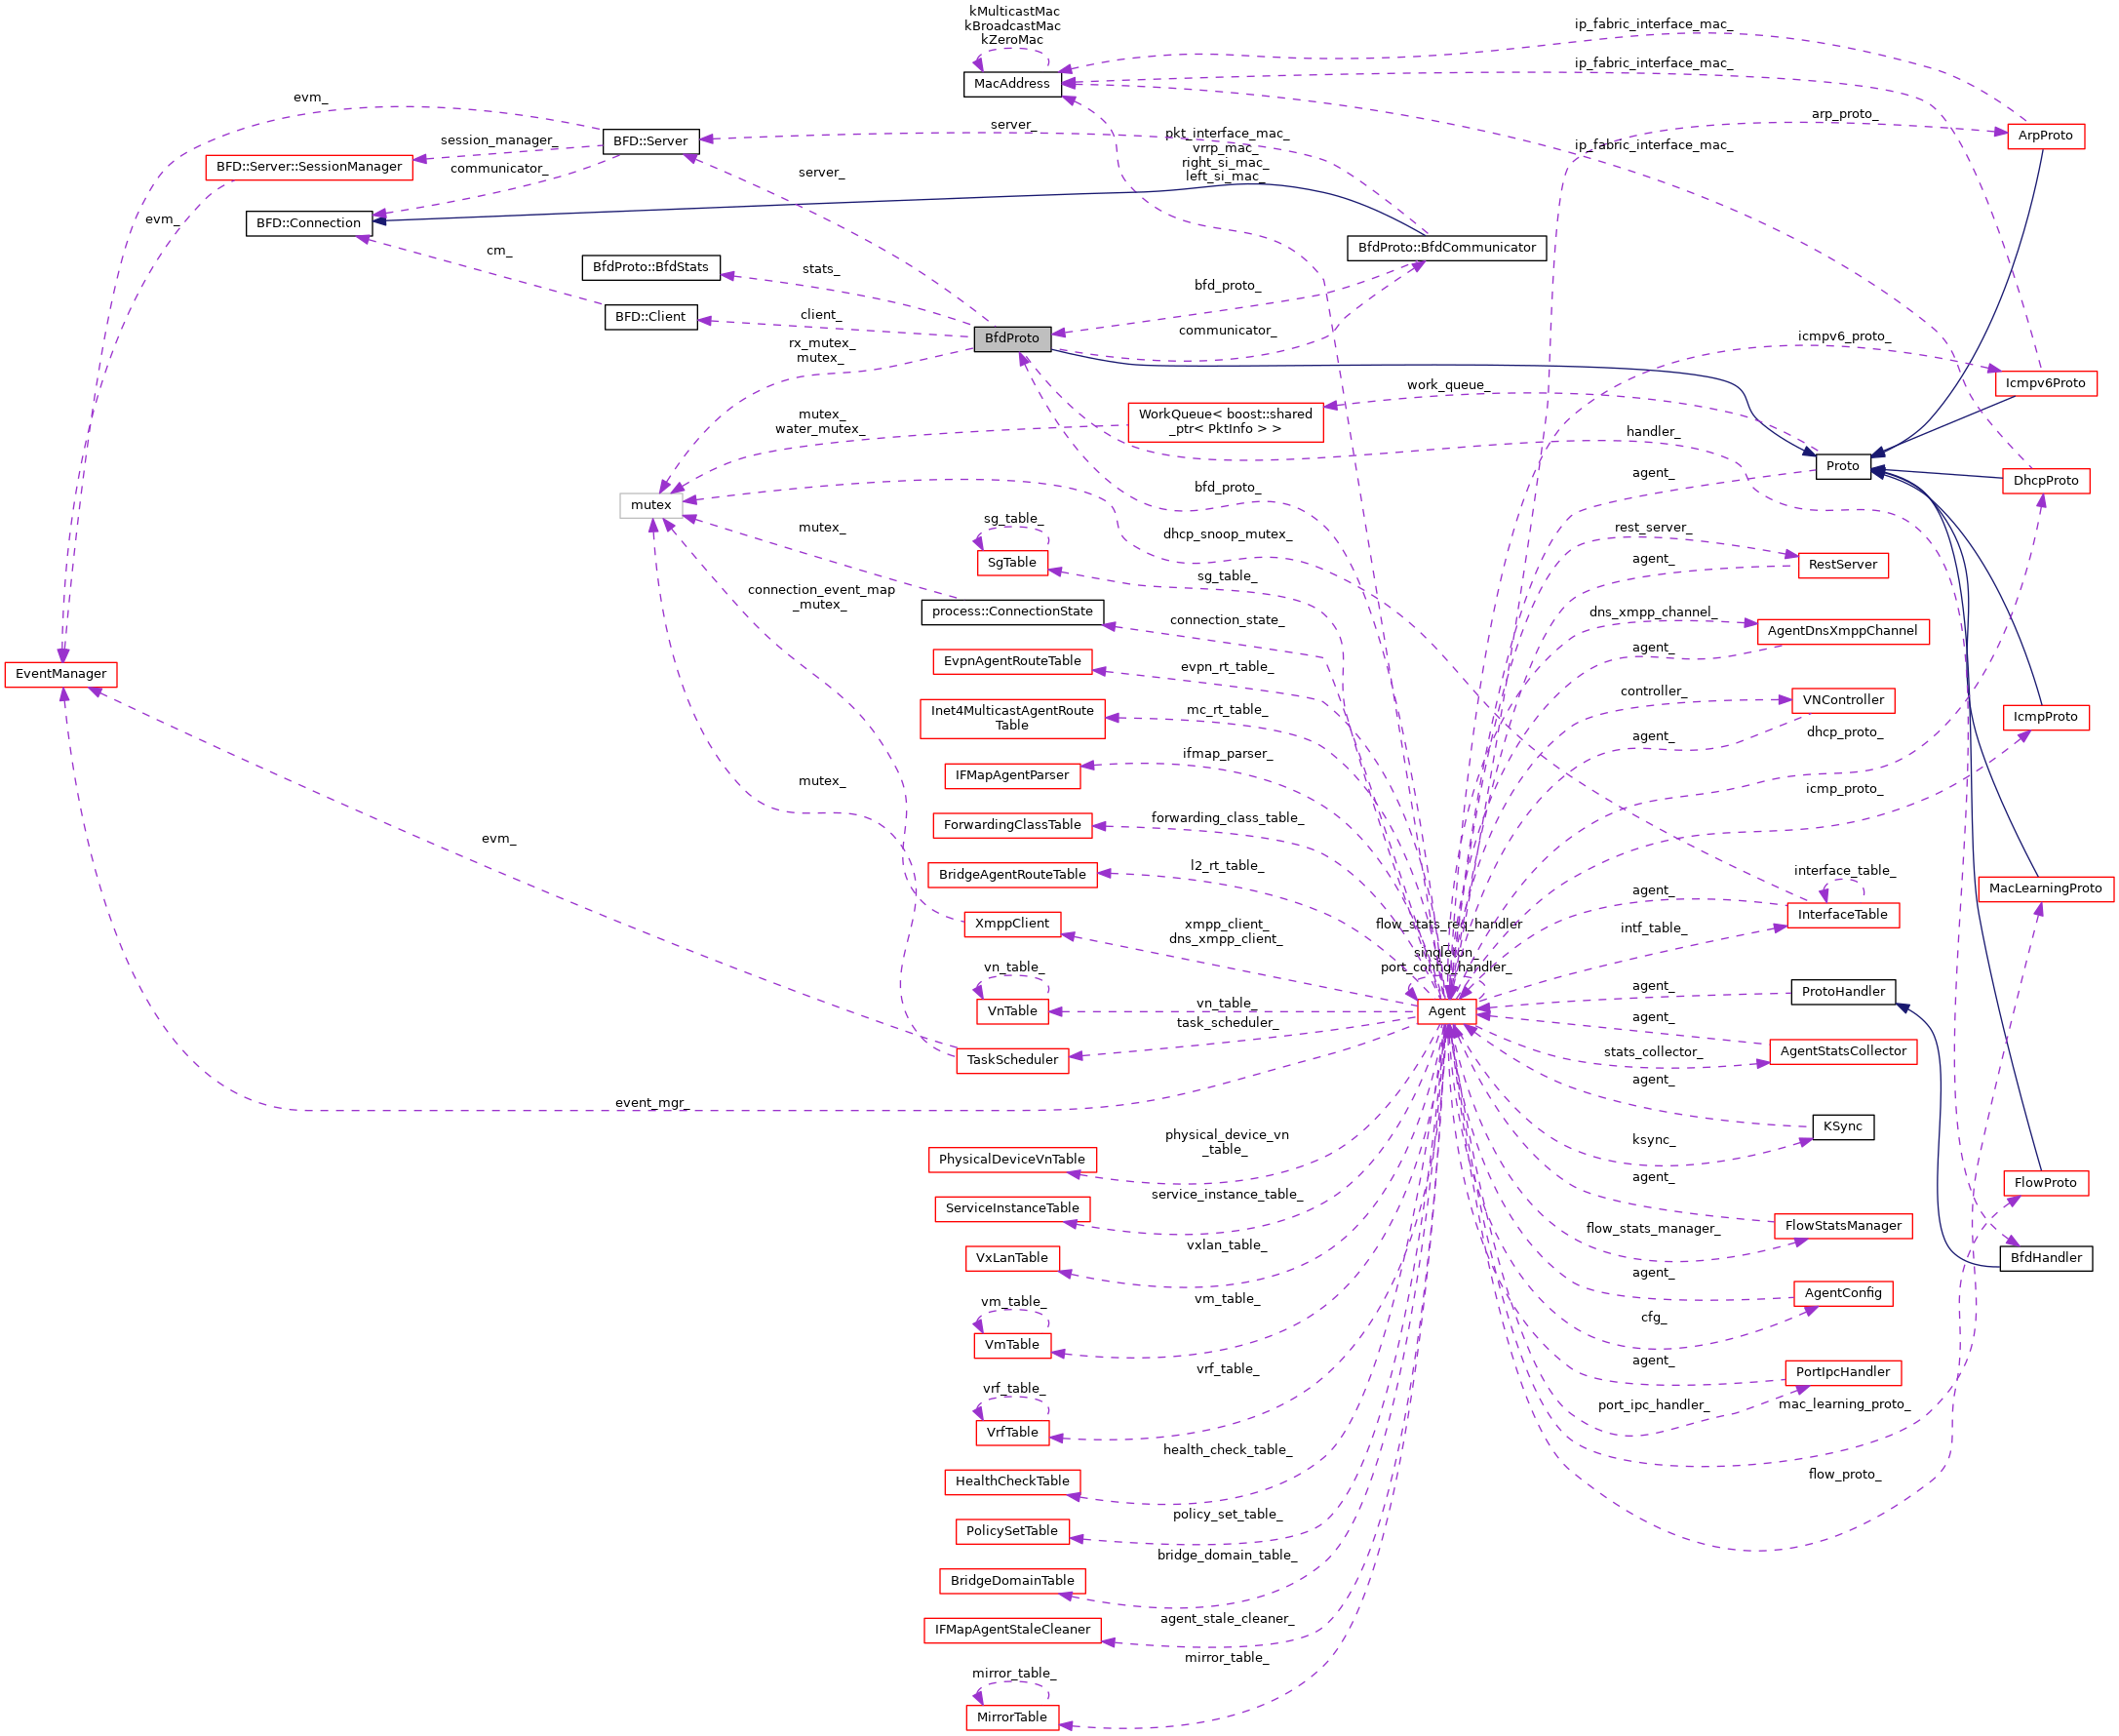 kMulticastMac
kBroadcastMac
kZeroMac
MacAddress
ip_fabric_interface_mac_
ip_fabric_interface_mac_
ip_fabric_interface_mac_
arp_proto_
ArpProto
evm_
BFD::Server
session_manager_
BFD::Server::SessionManager
communicator_
server_
pkt_interface_mac_
vrrp_mac_
right_si_mac_
left_si_mac_
server_
BFD::Connection
evm_
cm_
BfdProto::BfdCommunicator
BfdProto::BfdStats
stats_
bfd_proto_
BFD::Client
client_
BfdProto
communicator_
rx_mutex_
mutex_
icmpv6_proto_
Icmpv6Proto
work_queue_
WorkQueue< boost::shared
_ptr< PktInfo > >
mutex_
water_mutex_
handler_
Proto
agent_
DhcpProto
mutex
bfd_proto_
dhcp_snoop_mutex_
mutex_
sg_table_
SgTable
sg_table_
rest_server_
RestServer
agent_
connection_event_map
_mutex_
process::ConnectionState
connection_state_
dns_xmpp_channel_
AgentDnsXmppChannel
agent_
EventManager
EvpnAgentRouteTable
evpn_rt_table_
controller_
VNController
agent_
Inet4MulticastAgentRoute
Table
mc_rt_table_
dhcp_proto_
IcmpProto
IFMapAgentParser
ifmap_parser_
icmp_proto_
mutex_
ForwardingClassTable
forwarding_class_table_
evm_
BridgeAgentRouteTable
l2_rt_table_
interface_table_
InterfaceTable
agent_
intf_table_
MacLearningProto
XmppClient
xmpp_client_
dns_xmpp_client_
flow_stats_req_handler
_
singleton_
port_config_handler_
Agent
vn_table_
VnTable
vn_table_
ProtoHandler
agent_
TaskScheduler
task_scheduler_
agent_
AgentStatsCollector
stats_collector_
event_mgr_
agent_
KSync
ksync_
PhysicalDeviceVnTable
physical_device_vn
_table_
agent_
FlowProto
ServiceInstanceTable
service_instance_table_
FlowStatsManager
flow_stats_manager_
VxLanTable
vxlan_table_
BfdHandler
agent_
AgentConfig
cfg_
vm_table_
VmTable
vm_table_
agent_
PortIpcHandler
port_ipc_handler_
mac_learning_proto_
vrf_table_
VrfTable
vrf_table_
HealthCheckTable
health_check_table_
flow_proto_
PolicySetTable
policy_set_table_
BridgeDomainTable
bridge_domain_table_
IFMapAgentStaleCleaner
agent_stale_cleaner_
mirror_table_
MirrorTable
mirror_table_